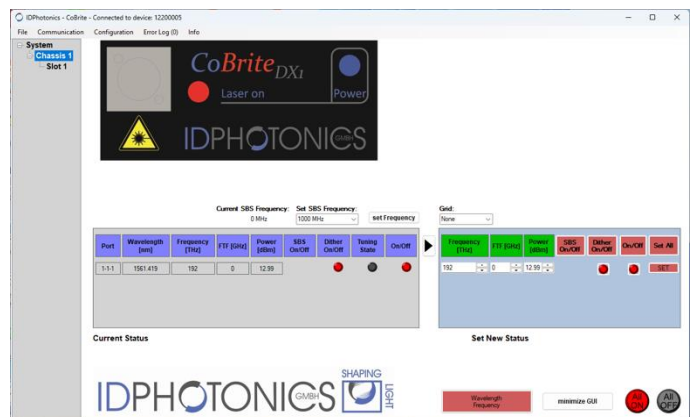 IDPhotonics - CoBrite - Connected to device: 12200005
File Communication Configuration Error Log (0) Info
System
Chassis 1
Slot 1
CoBrite DX1
Laser on
Power
IDPHOTONICS GMBH
Current SBS Frequency: Set SBS Frequency: Grid:
0 MHz 1000 MHz set Frequency None
Port Wavelength [nm] Frequency [THz] FTF [GHz] Power [dBm] SBS On/Off Dither On/Off Tuning State On/Off
1-1-1 1561.419 192 0 12.99
Frequency [THz] FTF [GHz] Power [dBm] SBS On/Off Dither On/Off On/Off Set All
192 0 12.99 SET
Current Status
Set New Status
IDPHOTONICS GMBH
SHAPING
LIGHT
Wavelength
Frequency
minimize GUI
All
ON
All
OFF